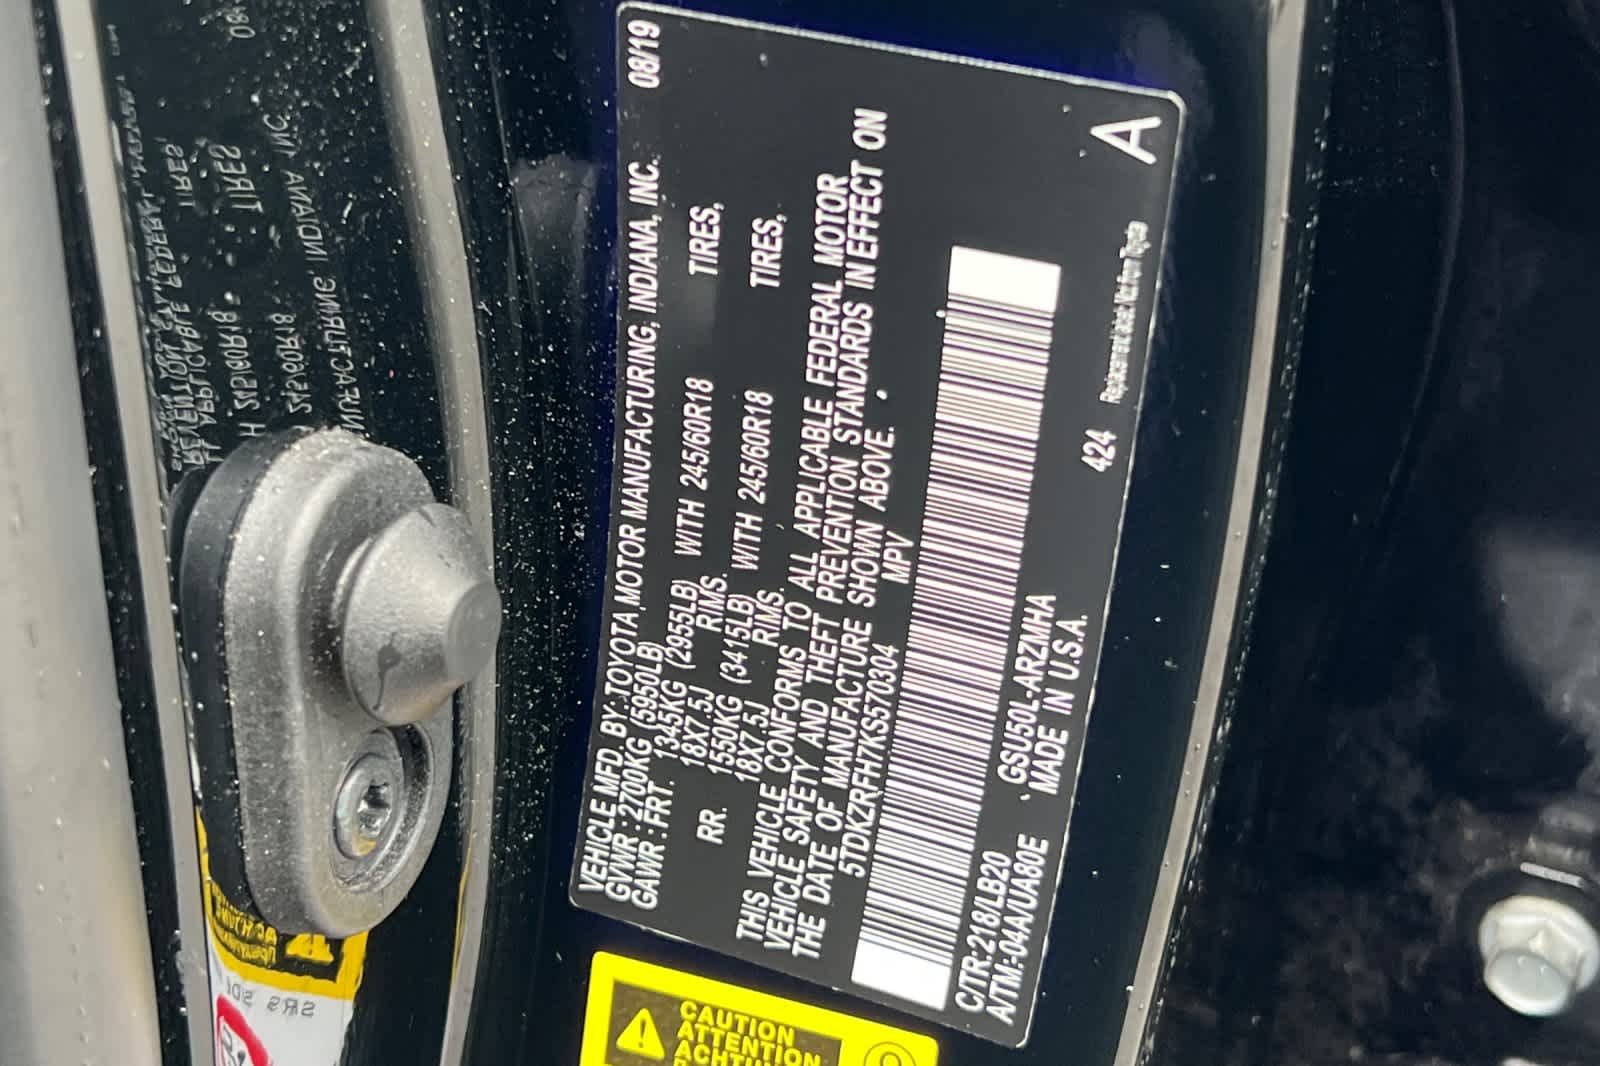 VEHICLE MFD. BY: TOYOTA MOTOR MANUFACTURING, INDIANA, INC. 08/19
GVWR : 2700KG (5950LB)
GAWR : FRT. 1345KG (2955LB) WITH 245/60R18 TIRES,
18X7.5J RIMS.
RR. 1550KG (3415LB) WITH 245/60R18 TIRES,
18X7.5J RIMS.
THIS VEHICLE CONFORMS TO ALL APPLICABLE FEDERAL MOTOR
VEHICLE SAFETY AND THEFT PREVENTION STANDARDS IN EFFECT ON
THE DATE OF MANUFACTURE SHOWN ABOVE.
5TDKZRFH7KS570304 MPV
C/TR:218/LB20 GSU50L-ARZMHA 424
A/TM:-04A/UA80E MADE IN U.S.A. A
CAUTION
ATTENTION